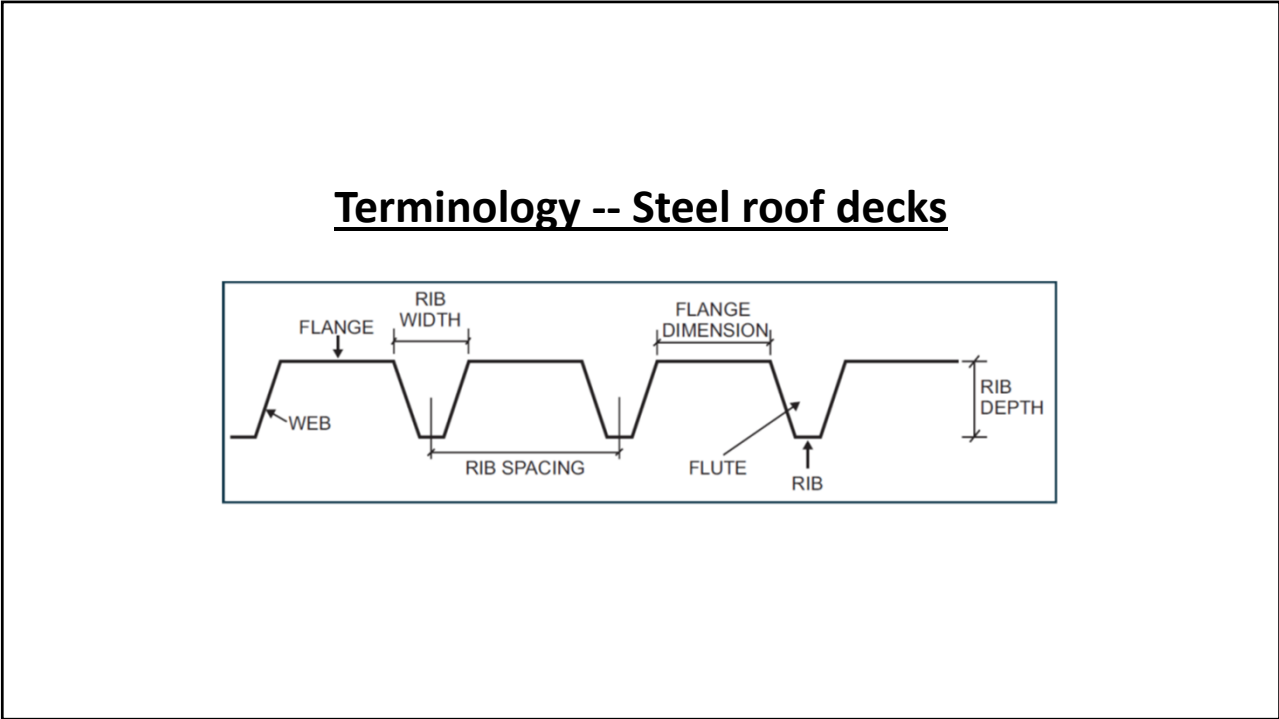 Terminology -- Steel roof decks
RIB
WIDTH
FLANGE
FLANGE
DIMENSION
RIB
DEPTH
WEB
RIB SPACING
FLUTE
RIB